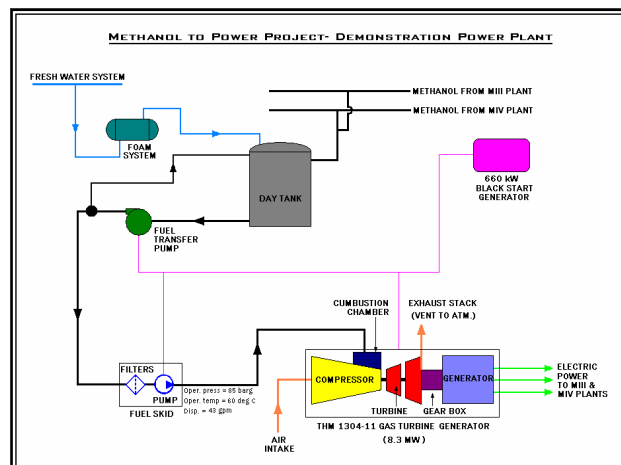 METHANOL TO POWER PROJECT- DEMONSTRATION POWER PLANT
FRESH WATER SYSTEM
METHANOL FROM MIII PLANT
METHANOL FROM MIV PLANT
FOAM
SYSTEM
DAY TANK
660 kW
BLACK START
GENERATOR
FUEL
TRANSFER
PUMP
CUMBUSTION
CHAMBER
EXHAUST STACK
(VENT TO ATM.)
FILTERS
PUMP
Oper. press = 85 barg
Oper. temp = 60 deg C
Disp. = 43 gpm
FUEL SKID
COMPRESSOR
GENERATOR
TURBINE
GEAR BOX
ELECTRIC
POWER
TO MIII &
MIV PLANTS
THM 1304-11 GAS TURBINE GENERATOR
(8.3 MW)
AIR
INTAKE